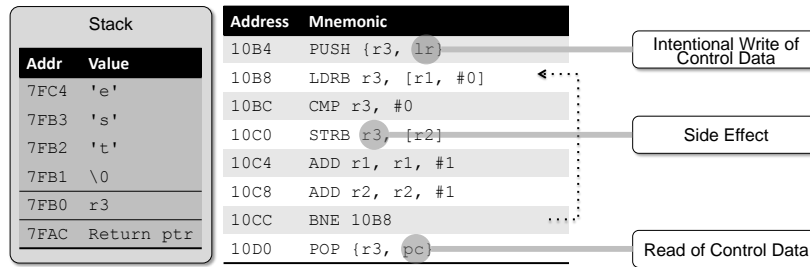 Stack
Addr Value
7FC4 'e'
7FB3 's'
7FB2 't'
7FB1 \0
7FB0 r3
7FAC Return ptr
Address Mnemonic
10B4 PUSH {r3, lr}
10B8 LDRB r3, [r1, #0]
10BC CMP r3, #0
10C0 STRB r3, [r2]
10C4 ADD r1, r1, #1
10C8 ADD r2, r2, #1
10CC BNE 10B8
10D0 POP {r3, pc}
Intentional Write of
Control Data
Side Effect
Read of Control Data